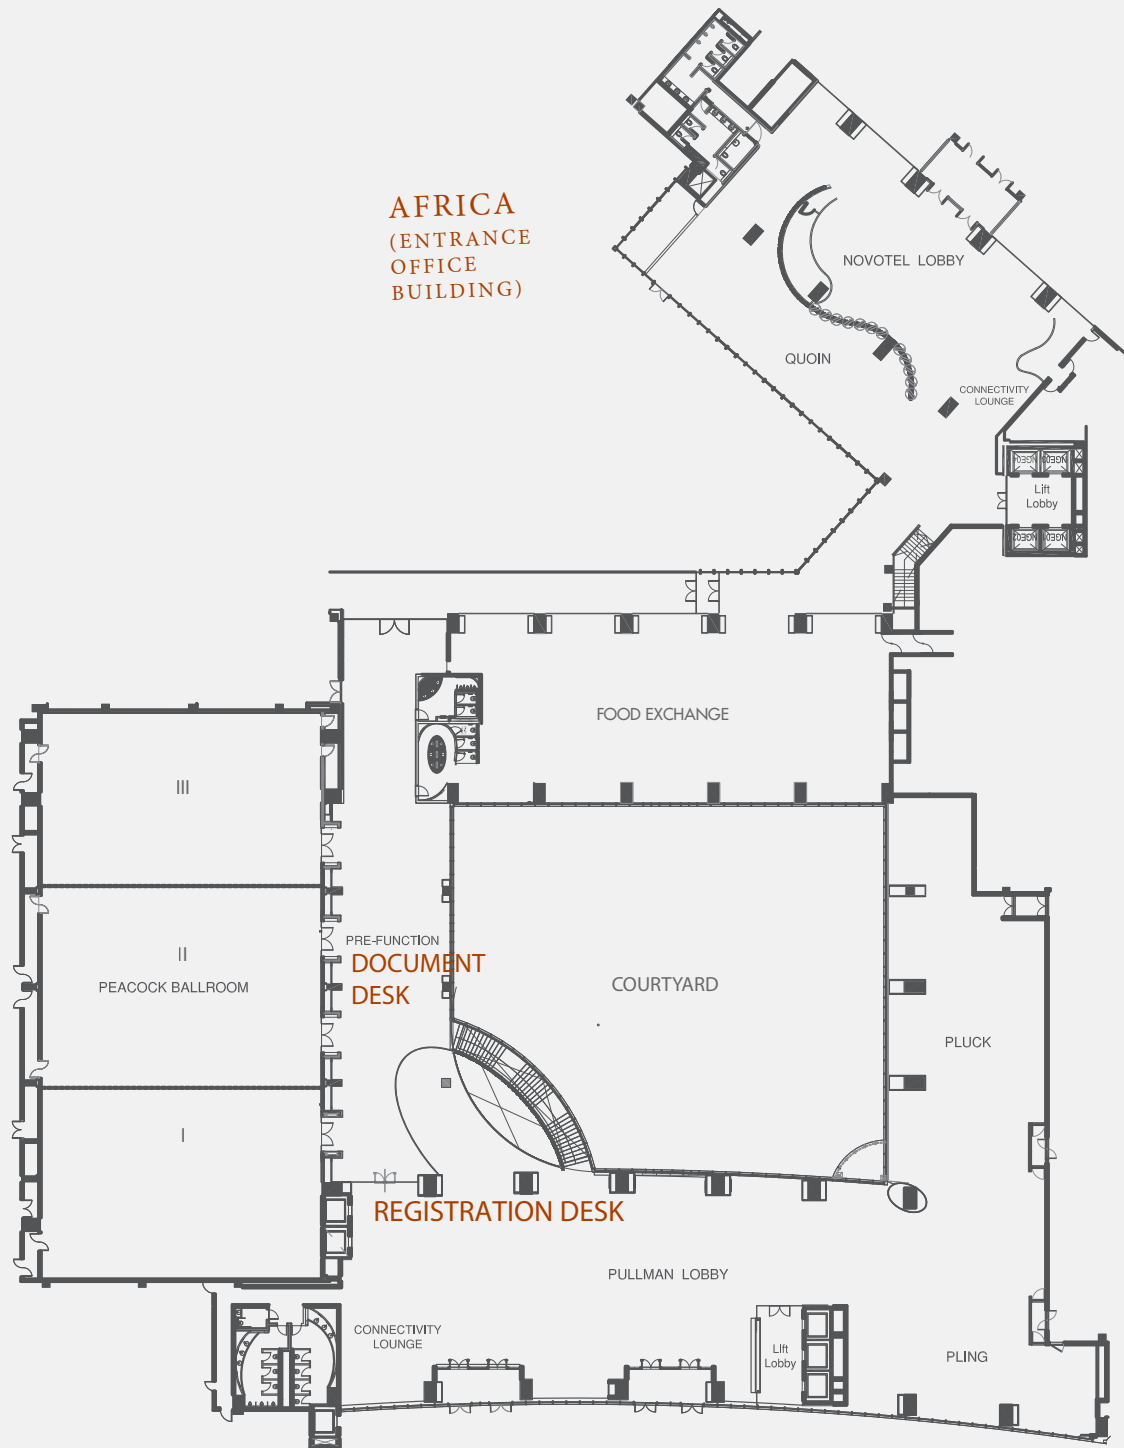 AFRICA
(ENTRANCE
OFFICE
BUILDING)
NOVOTEL LOBBY
QUOIN
CONNECTIVITY
LOUNGE
Lift
Lobby
FOOD EXCHANGE
III
PRE-FUNCTION
II
DOCUMENT
DESK
PEACOCK BALLROOM
COURTYARD
PLUCK
I
REGISTRATION DESK
PULLMAN LOBBY
CONNECTIVITY
LOUNGE
Lift
Lobby
PLING